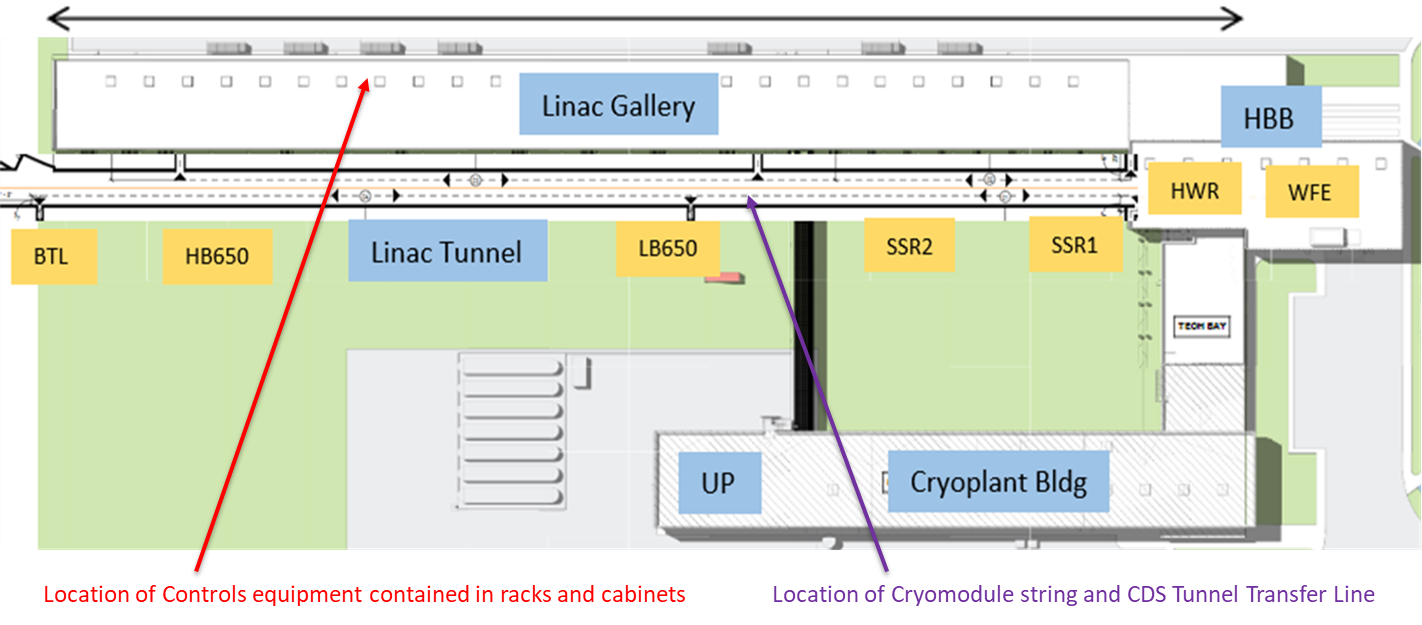 Linac Gallery
HBB
HWR
WFE
BTL
HB650
Linac Tunnel
LB650
SSR2
SSR1
TECH BAY
UP
Cryoplant Bldg
Location of Controls equipment contained in racks and cabinets
Location of Cryomodule string and CDS Tunnel Transfer Line